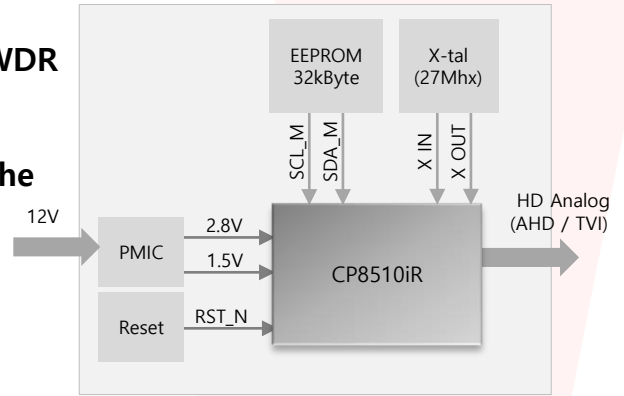 WDR
he
EEPROM
32kByte
X-tal
(27Mhx)
SCL_M
SDA_M
X IN
X OUT
HD Analog
(AHD / TVI)
12V
PMIC
2.8V
1.5V
CP8510iR
Reset
RST_N